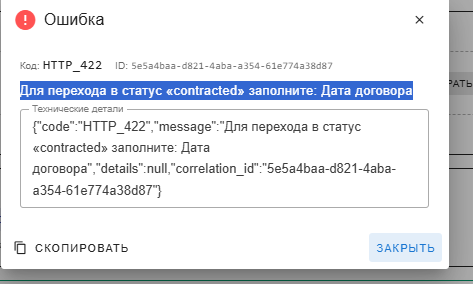 Ошибка
Код: HTTP_422 ID: 5e5a4baa-d821-4aba-a354-61e774a38d87
Для перехода в статус «contracted» заполните: Дата договора
Технические детали
{"code":"HTTP_422","message":"Для перехода в статус
«contracted» заполните: Дата
договора","details":null,"correlation_id":"5e5a4baa-d821-4aba-
a354-61e774a38d87"}
СКОПИРОВАТЬ
ЗАКРЫТЬ